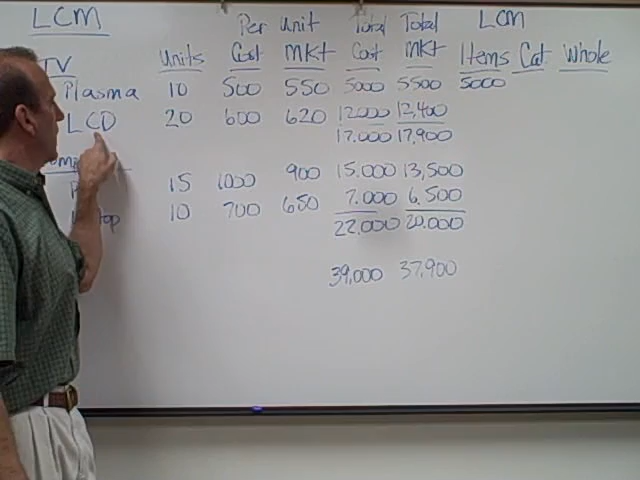 LCM Per Unit Total Total LCM
TV Units Cost MKT Cost MKT Items Cat Whole
Plasma 10 500 550 5000 5500 5000
LCD 20 600 620 12.000 12,400
17.000 17,900
15 1000 900 15.000 13,500
10 700 650 7.000 6,500
22,000 20.000
39,000 37,900